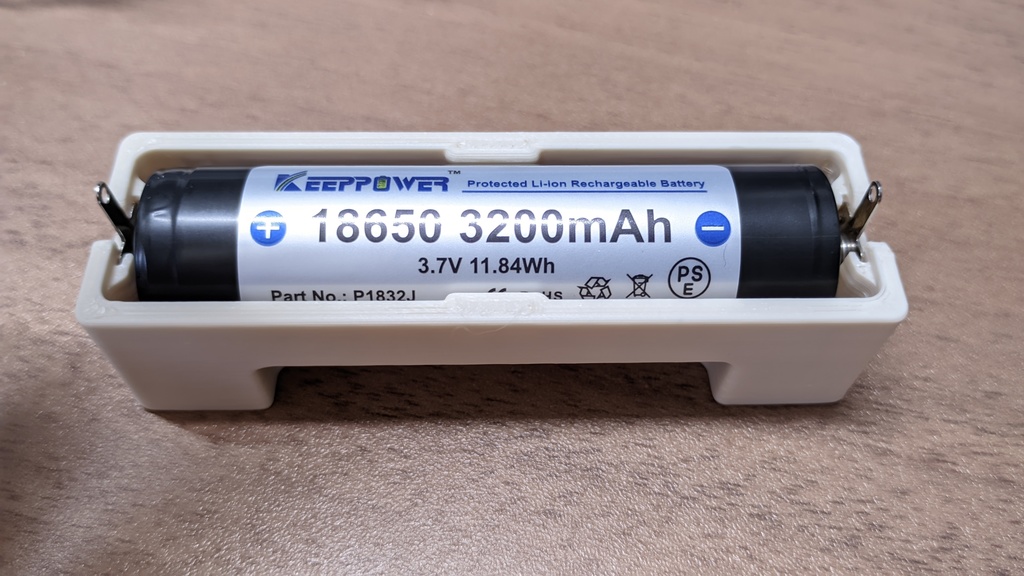 KEEPPOWER™ Protected Li-ion Rechargeable Battery
+ 18650 3200mAh −
3.7V 11.84Wh
Part No.: P1832J
PS
E